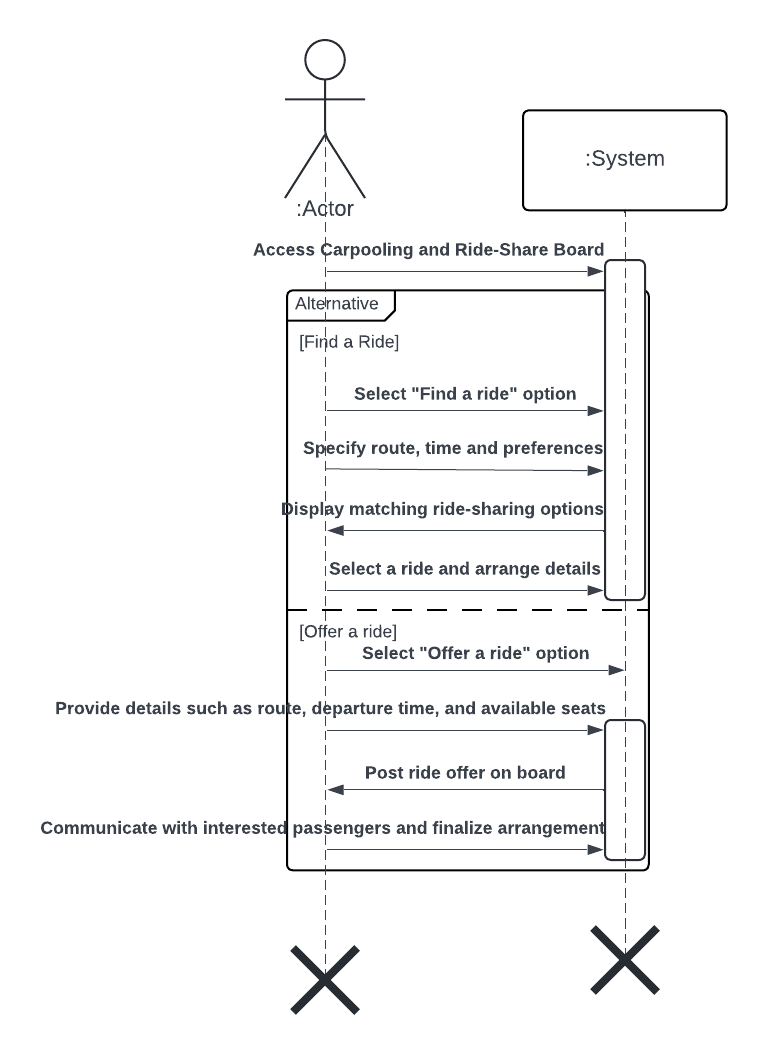 :Actor
:System
Access Carpooling and Ride-Share Board
Alternative
[Find a Ride]
Select "Find a ride" option
Specify route, time and preferences
Display matching ride-sharing options
Select a ride and arrange details
[Offer a ride]
Select "Offer a ride" option
Provide details such as route, departure time, and available seats
Post ride offer on board
Communicate with interested passengers and finalize arrangement